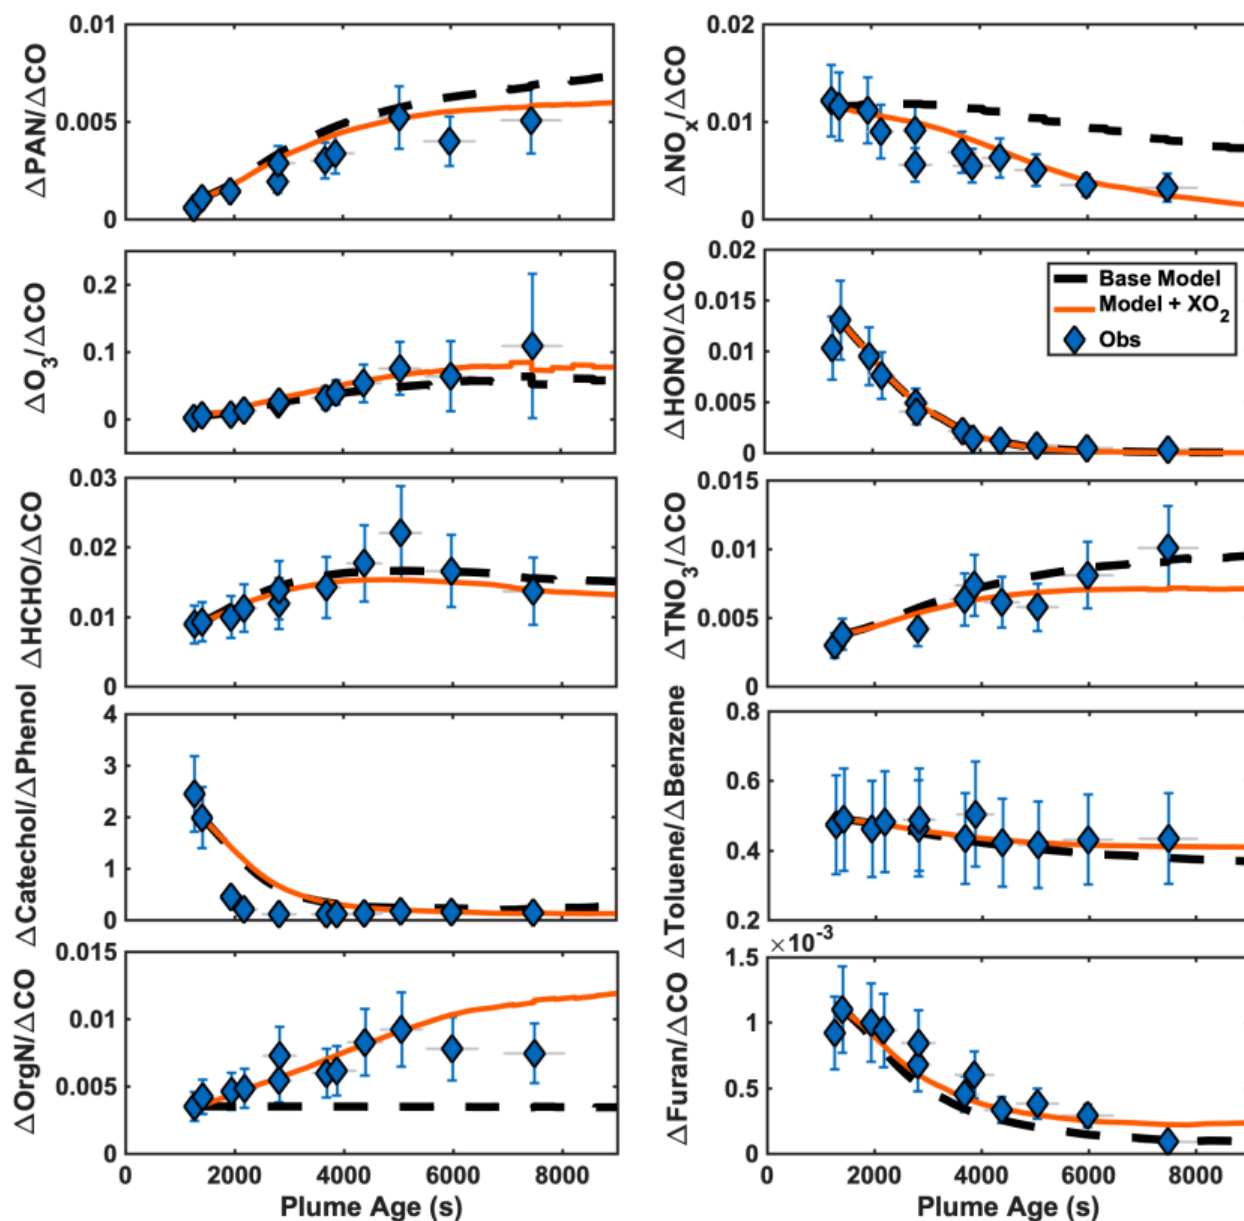 0.01
0.005
0
ΔPAN/ΔCO
0.02
0.01
0
ΔNOx/ΔCO
0.2
0.1
0
ΔO3/ΔCO
0.02
0.015
0.01
0.005
0
ΔHONO/ΔCO
Base Model
Model + XO2
Obs
0.03
0.02
0.01
0
ΔHCHO/ΔCO
0.015
0.01
0.005
0
ΔTNO3/ΔCO
4
3
2
1
0
ΔCatechol/ΔPhenol
0.8
0.6
0.4
0.2
ΔToluene/ΔBenzene
0.015
0.01
0.005
0
ΔOrgN/ΔCO
×10-3
1.5
1
0.5
0
ΔFuran/ΔCO
0 2000 4000 6000 8000
Plume Age (s)
0 2000 4000 6000 8000
Plume Age (s)